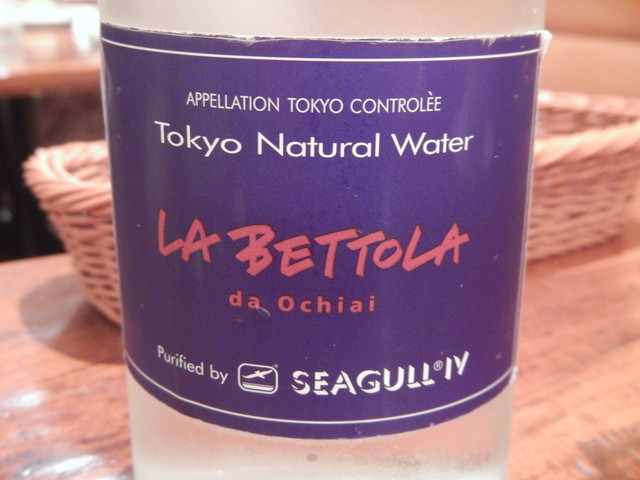 APPELLATION TOKYO CONTROLÈE
Tokyo Natural Water
LA BETTOLA
da Ochiai
Purified by SEAGULL® IV